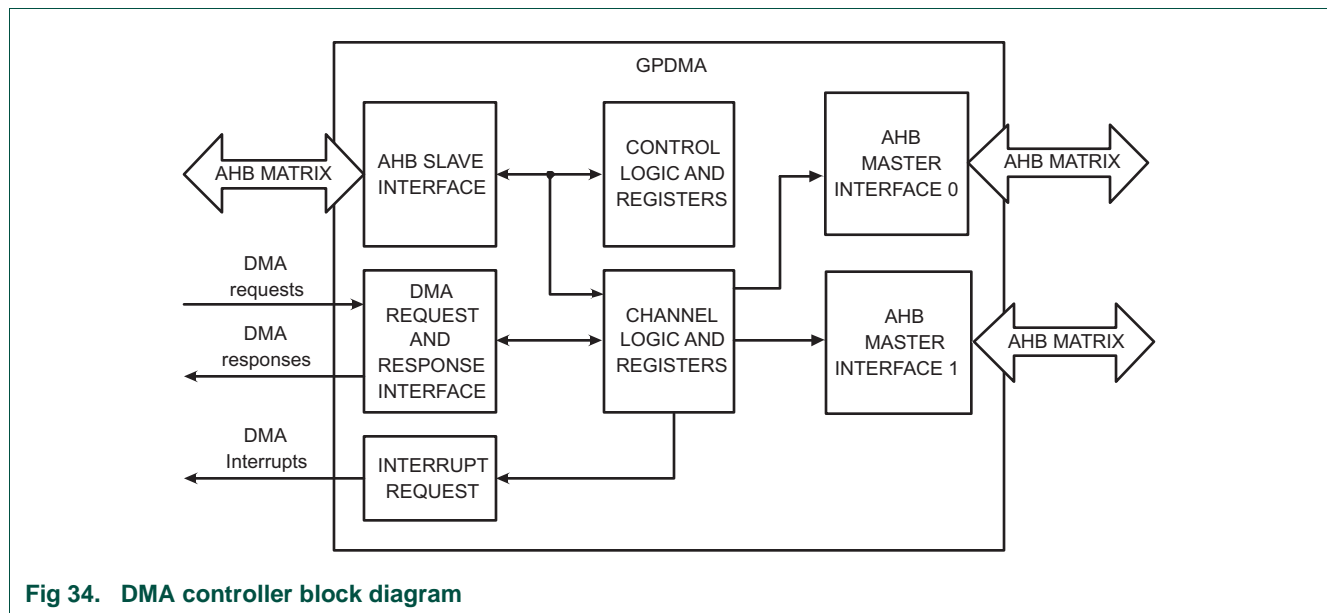 GPDMA
AHB MATRIX
AHB SLAVE
INTERFACE
CONTROL
LOGIC AND
REGISTERS
AHB
MASTER
INTERFACE 0
AHB MATRIX
DMA
requests
DMA
responses
DMA
REQUEST
AND
RESPONSE
INTERFACE
CHANNEL
LOGIC AND
REGISTERS
AHB
MASTER
INTERFACE 1
AHB MATRIX
DMA
Interrupts
INTERRUPT
REQUEST
Fig 34. DMA controller block diagram